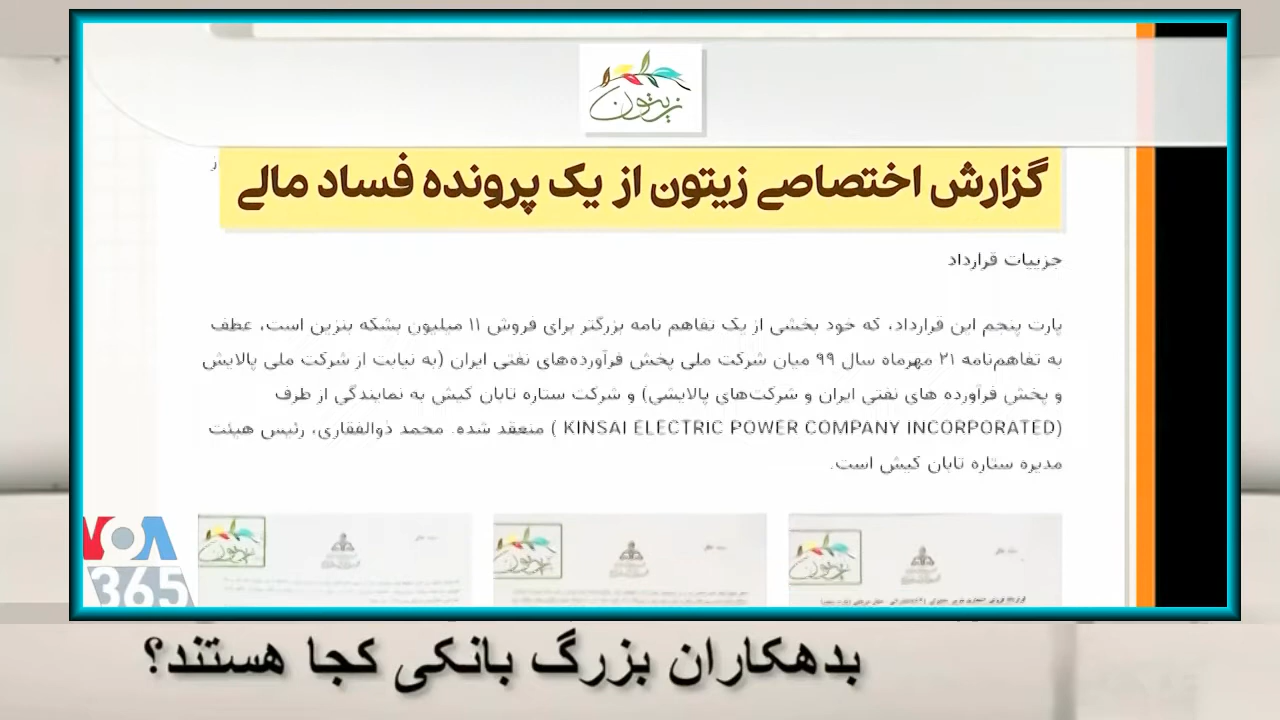 زیتون
گزارش اختصاصی زیتون از یک پرونده فساد مالی
جزییات قرارداد
پارت پنجم این قرارداد، که خود بخشی از یک تفاهم نامه بزرگتر برای فروش ۱۱ میلیون بشکه بنزین است، عطف
به تفاهم‌نامه ۲۱ مهرماه سال ۹۹ میان شرکت ملی پخش فرآورده‌های نفتی ایران (به نیابت از شرکت ملی پالایش
و پخش فرآورده های نفتی ایران و شرکت‌های پالایشی) و شرکت ستاره تابان کیش به نمایندگی از طرف
(KINSAI ELECTRIC POWER COMPANY INCORPORATED ) منعقد شده. محمد ذوالفقاری، رئیس هیئت
مدیره ستاره تابان کیش است.
زیتون
زیتون
زیتون
VOA
365
بدهکاران بزرگ بانکی کجا هستند؟